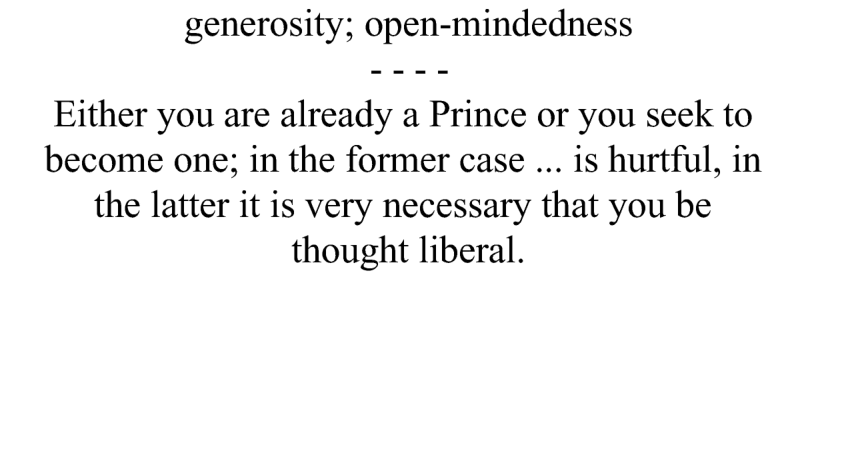 generosity; open-mindedness
- - - -
Either you are already a Prince or you seek to
become one; in the former case ... is hurtful, in
the latter it is very necessary that you be
thought liberal.